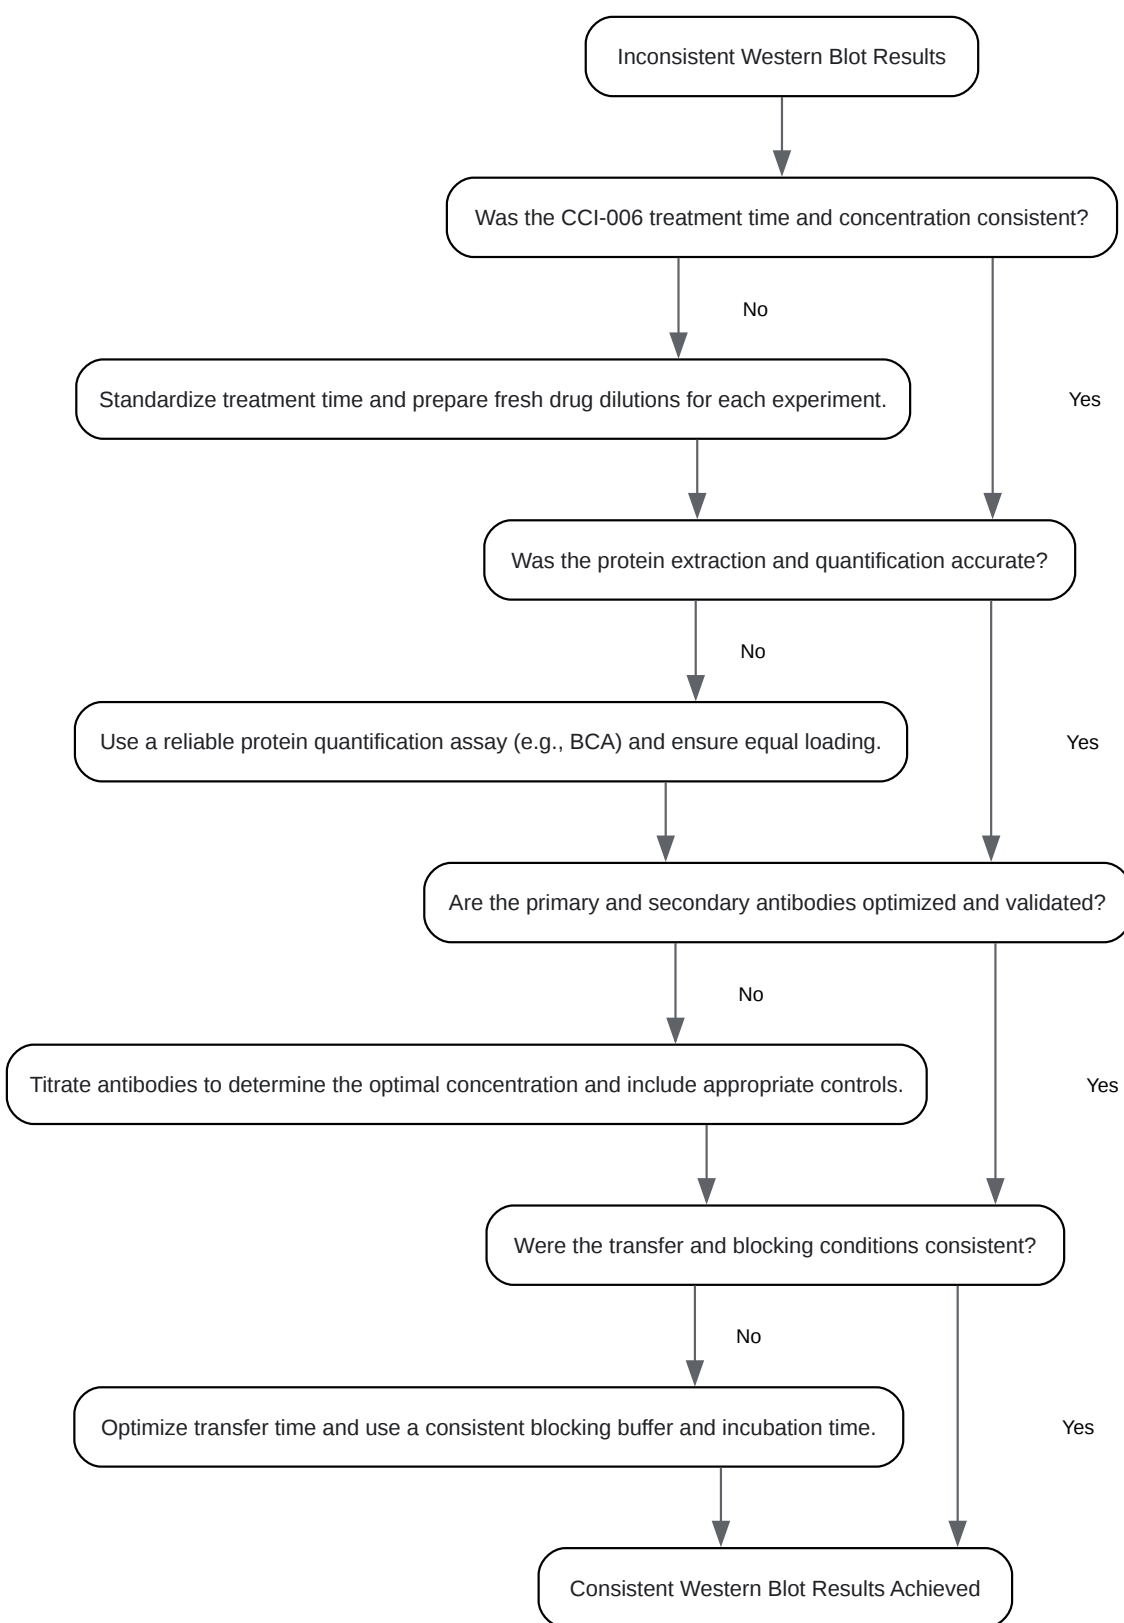 Inconsistent Western Blot Results
Was the CCI-006 treatment time and concentration consistent?
No
Standardize treatment time and prepare fresh drug dilutions for each experiment.
Yes
Was the protein extraction and quantification accurate?
No
Use a reliable protein quantification assay (e.g., BCA) and ensure equal loading.
Yes
Are the primary and secondary antibodies optimized and validated?
No
Titrate antibodies to determine the optimal concentration and include appropriate controls.
Yes
Were the transfer and blocking conditions consistent?
No
Optimize transfer time and use a consistent blocking buffer and incubation time.
Yes
Consistent Western Blot Results Achieved